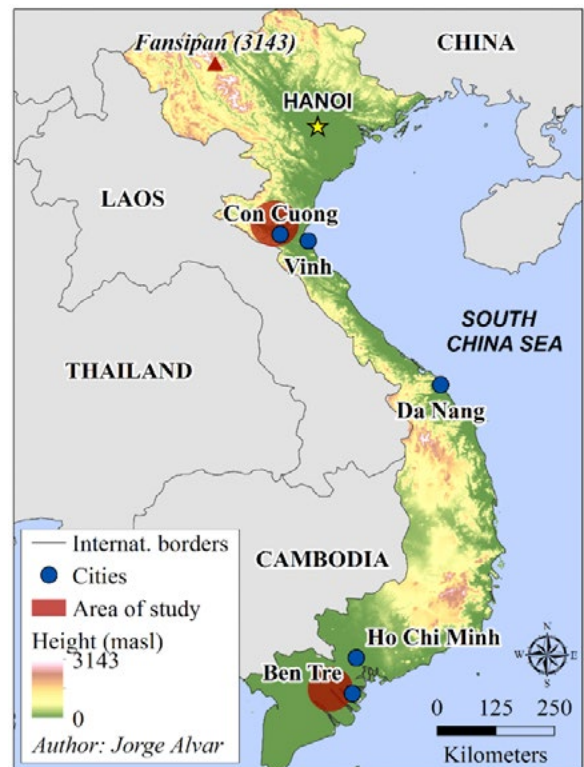 Fansipan (3143)
CHINA
HANOI
LAOS
Con Cuong
Vinh
SOUTH
CHINA SEA
THAILAND
Da Nang
Internat. borders
Cities
Area of study
Height (masl)
3143
0
Author: Jorge Alvar
CAMBODIA
Ho Chi Minh
Ben Tre
N
W
E
S
0 125 250
Kilometers